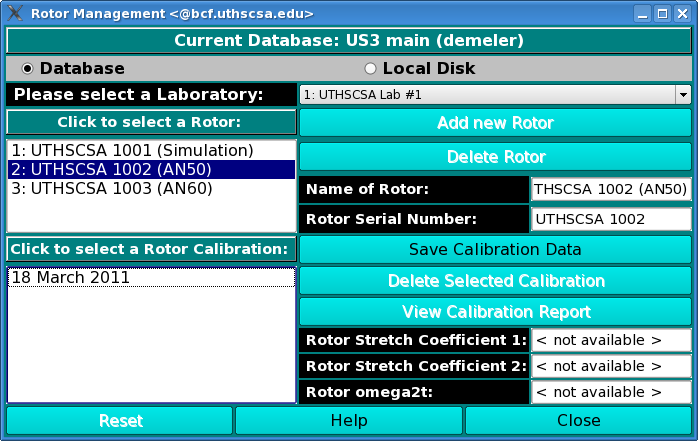 Rotor Management <@bcf.uthscsa.edu>
Current Database: US3 main (demeler)
Database
Local Disk
Please select a Laboratory:
1: UTHSCSA Lab #1
Click to select a Rotor:
Add new Rotor
1: UTHSCSA 1001 (Simulation)
2: UTHSCSA 1002 (AN50)
3: UTHSCSA 1003 (AN60)
Delete Rotor
Name of Rotor:
THSCSA 1002 (AN50)
Rotor Serial Number:
UTHSCSA 1002
Click to select a Rotor Calibration:
Save Calibration Data
18 March 2011
Delete Selected Calibration
View Calibration Report
Rotor Stretch Coefficient 1:
< not available >
Rotor Stretch Coefficient 2:
< not available >
Rotor omega2t:
< not available >
Reset
Help
Close